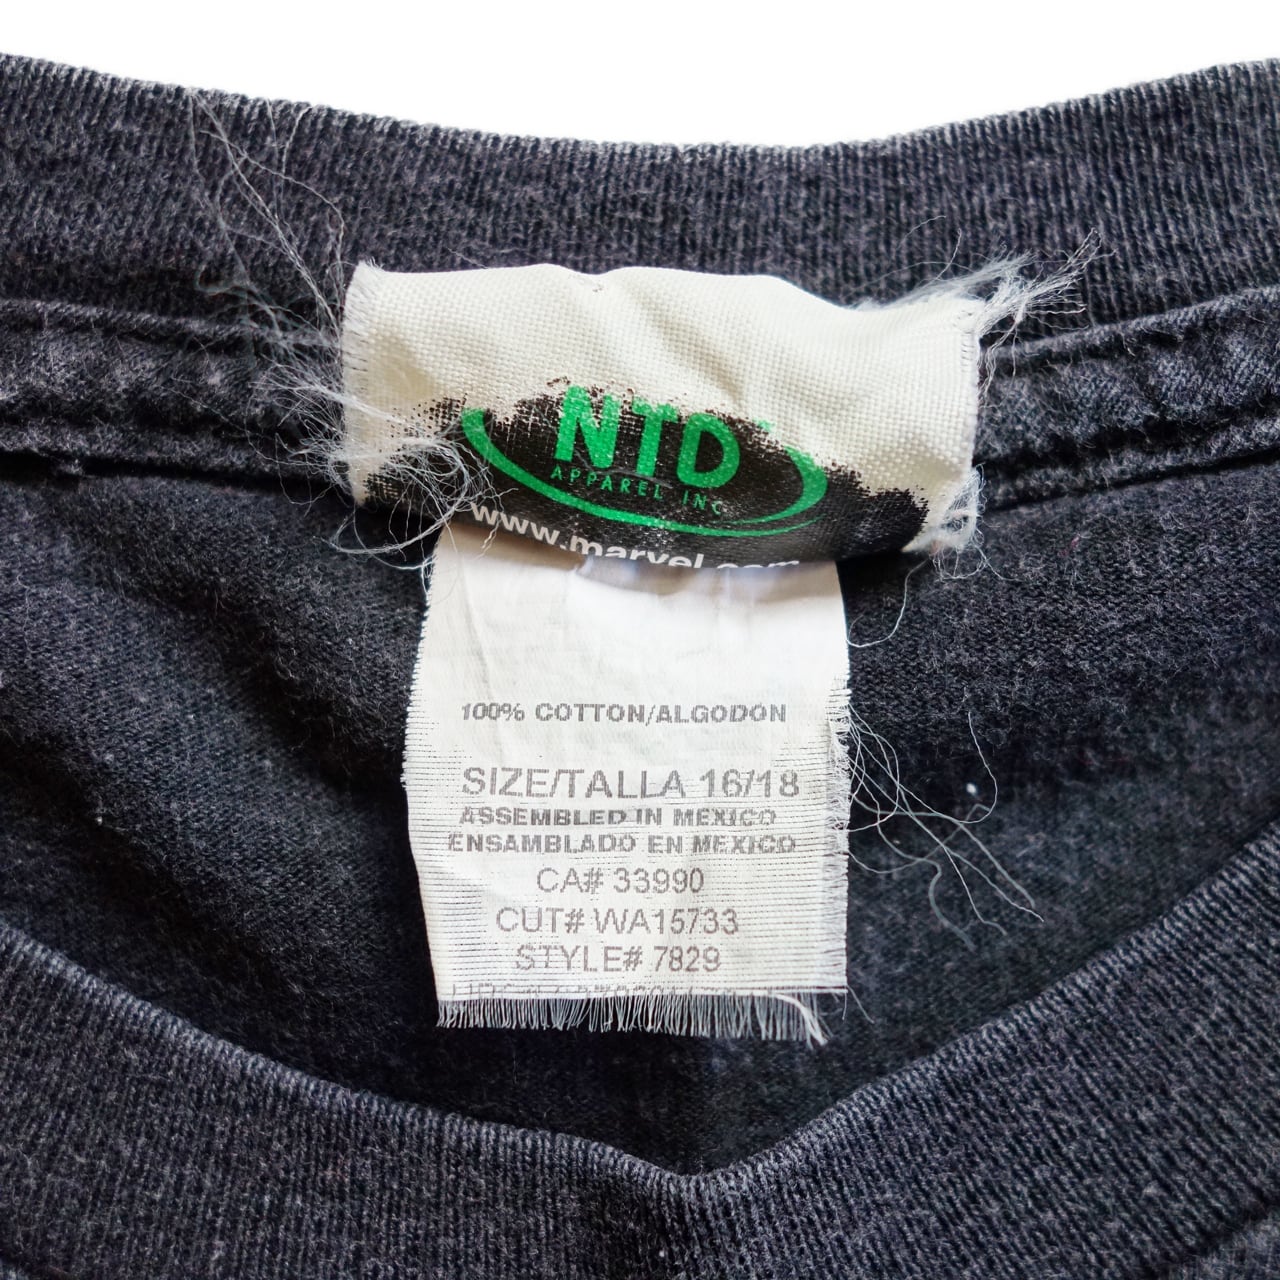 NTD
APPAREL INC
www.marvel.com
100% COTTON/ALGODON
SIZE/TALLA 16/18
ASSEMBLED IN MEXICO
ENSAMBLADO EN MEXICO
CA# 33990
CUT# WA15733
STYLE# 7829